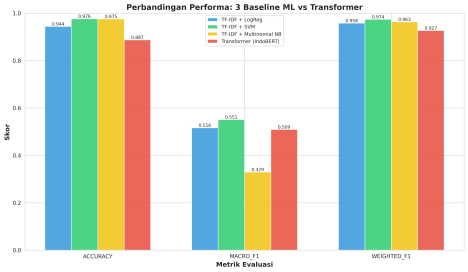 Perbandingan Performa: 3 Baseline ML vs Transformer
TF-IDF + LogReg
TF-IDF + SVM
TF-IDF + Multinomial NB
Transformer (IndoBERT)
1.0
0.8
0.6
0.4
0.2
0.0
Skor
0.944
0.976
0.975
0.887
0.516
0.551
0.329
0.509
0.958
0.974
0.963
0.927
ACCURACY
MACRO_F1
WEIGHTED_F1
Metrik Evaluasi